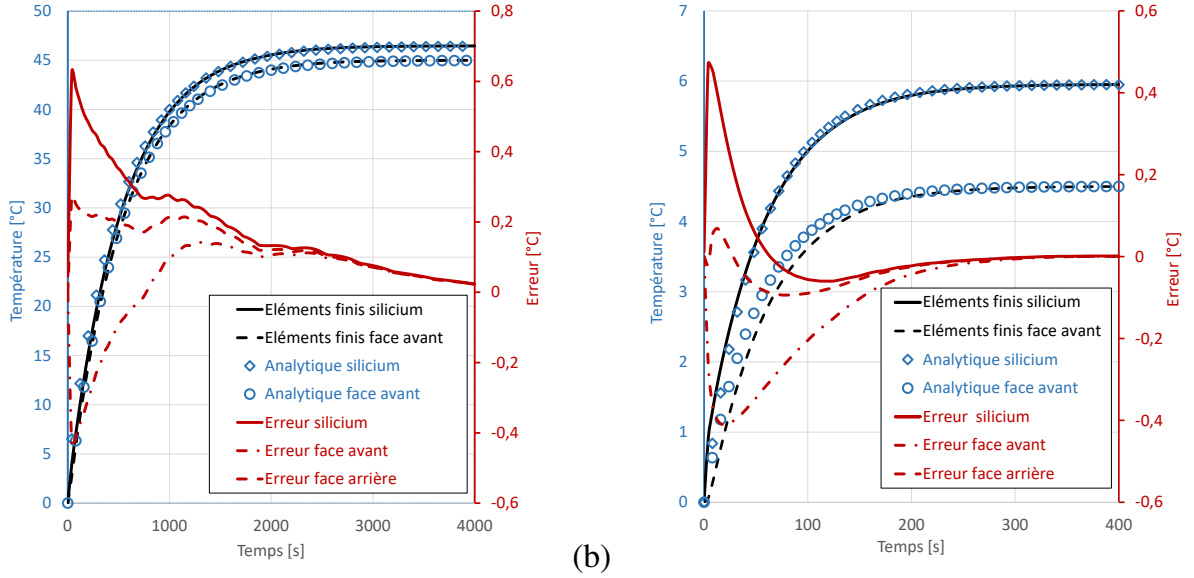 50
45
40
35
30
25
20
15
10
5
0
Température [°C]
0,8
0,6
0,4
0,2
0
-0,2
-0,4
-0,6
Erreur [°C]
0
1000
2000
3000
4000
Temps [s]
Eléments finis silicium
Eléments finis face avant
Analytique silicium
Analytique face avant
Erreur silicium
Erreur face avant
Erreur face arrière
(b)
7
6
5
4
3
2
1
0
Température [°C]
0,6
0,4
0,2
0
-0,2
-0,4
-0,6
Erreur [°C]
0
100
200
300
400
Temps [s]
Eléments finis silicium
Eléments finis face avant
Analytique silicium
Analytique face avant
Erreur silicium
Erreur face avant
Erreur face arrière